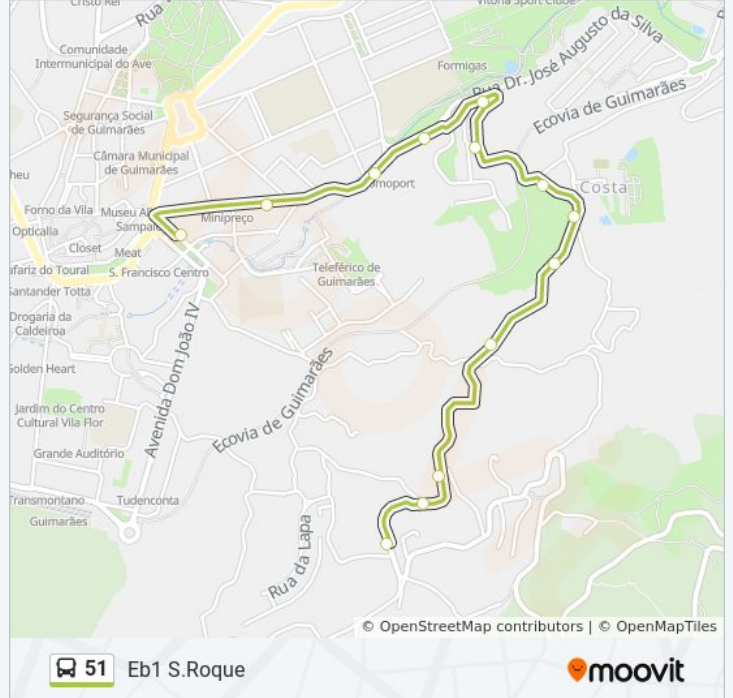 Cristo Rei
Vitória Sport Clube
Rua
Comunidade
Intermunicipal do Ave
Formigas
Rua Dr. José Augusto da Silva
Ecovia de Guimarães
Segurança Social
de Guimarães
Câmara Municipal
de Guimarães
Costa
heu
Forno da Vila
Museu Al
Sampaio
Minipreço
omoport
Opticalia
Closet
Meat
afariz do Toural
S. Francisco Centro
Teleférico de
Guimarães
Santander Totta
Drogaria da
Caldeiroa
Avenida Dom João IV
Golden Heart
Ecovia de Guimarães
Jardim do Centro
Cultural Vila Flor
Grande Auditório
Transmontano
Guimarães
Tudenconta
Rua da Lapa
© OpenStreetMap contributors | © OpenMapTiles
51 Eb1 S.Roque
moovit